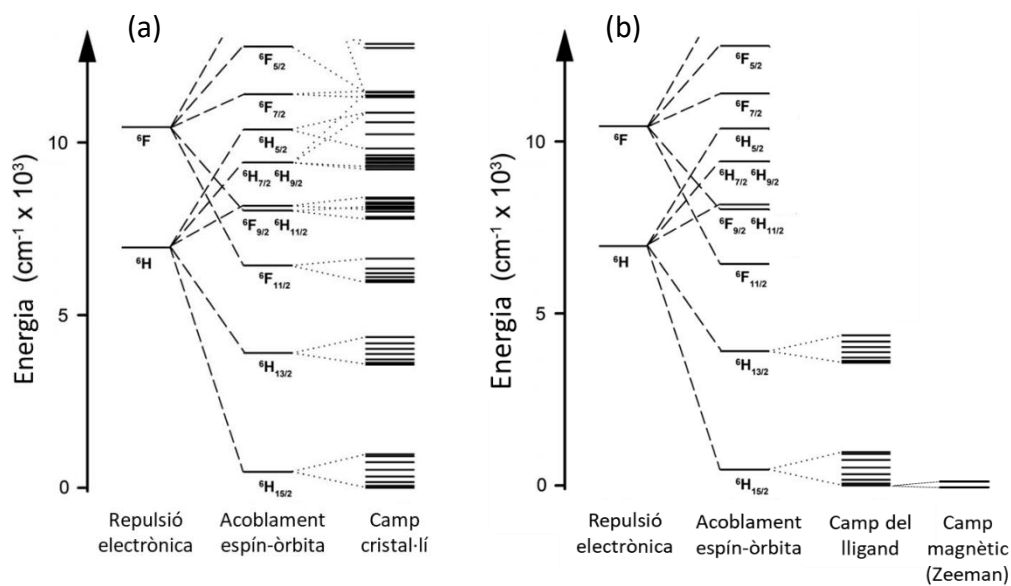 (a)
Energia (cm⁻¹ x 10³)
10
5
0
⁶F
⁶H
⁶F₅/₂
⁶F₇/₂
⁶H₅/₂
⁶H₇/₂ ⁶H₉/₂
⁶F₉/₂ ⁶H₁₁/₂
⁶F₁₁/₂
⁶H₁₃/₂
⁶H₁₅/₂
Repulsió
electrònica
Acoblament
espín-òrbita
Camp
cristal·lí
(b)
Energia (cm⁻¹ x 10³)
10
5
0
⁶F
⁶H
⁶F₅/₂
⁶F₇/₂
⁶H₅/₂
⁶H₇/₂ ⁶H₉/₂
⁶F₉/₂ ⁶H₁₁/₂
⁶F₁₁/₂
⁶H₁₃/₂
⁶H₁₅/₂
Repulsió
electrònica
Acoblament
espín-òrbita
Camp del
lligand
Camp
magnètic
(Zeeman)